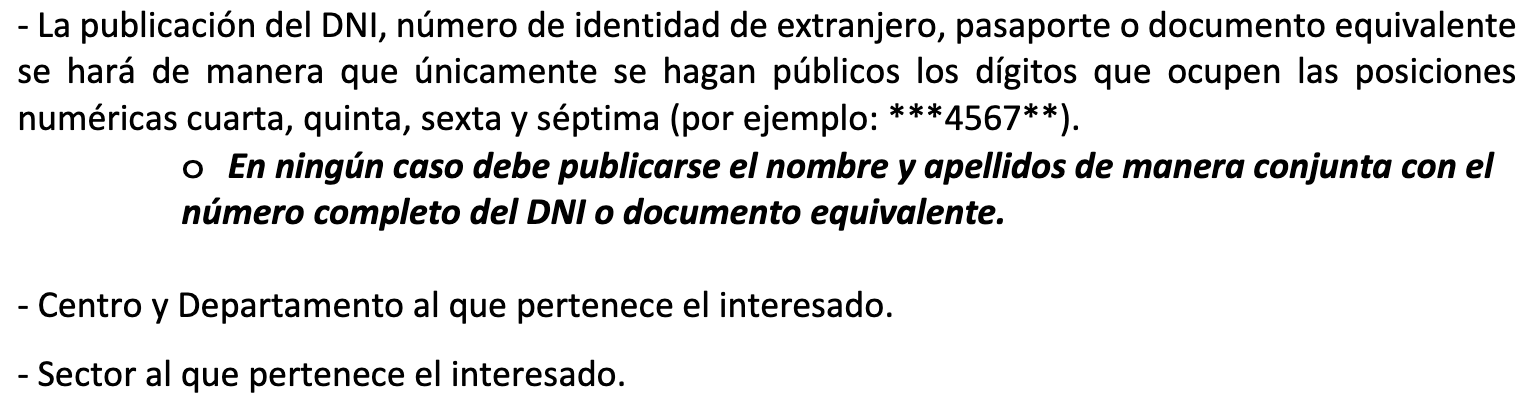 - La publicación del DNI, número de identidad de extranjero, pasaporte o documento equivalente
se hará de manera que únicamente se hagan públicos los dígitos que ocupen las posiciones
numéricas cuarta, quinta, sexta y séptima (por ejemplo: ***4567**).
o En ningún caso debe publicarse el nombre y apellidos de manera conjunta con el
número completo del DNI o documento equivalente.
- Centro y Departamento al que pertenece el interesado.
- Sector al que pertenece el interesado.